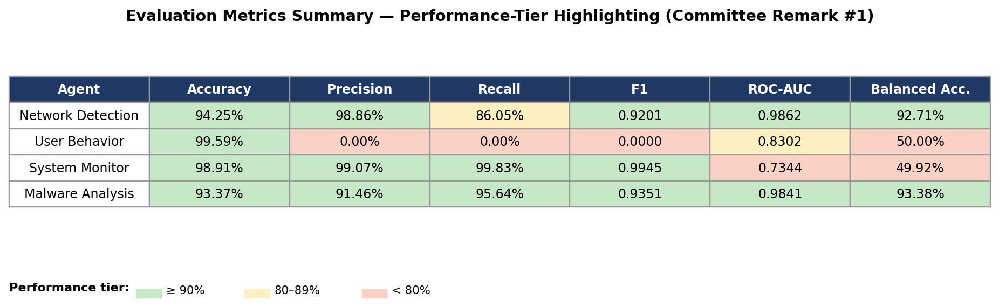 Evaluation Metrics Summary — Performance-Tier Highlighting (Committee Remark #1)
Agent Accuracy Precision Recall F1 ROC-AUC Balanced Acc.
Network Detection 94.25% 98.86% 86.05% 0.9201 0.9862 92.71%
User Behavior 99.59% 0.00% 0.00% 0.0000 0.8302 50.00%
System Monitor 98.91% 99.07% 99.83% 0.9945 0.7344 49.92%
Malware Analysis 93.37% 91.46% 95.64% 0.9351 0.9841 93.38%
Performance tier: ≥ 90% 80–89% < 80%